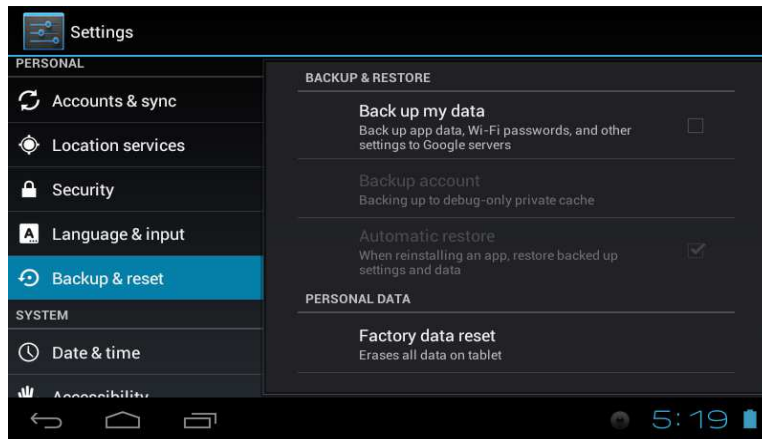 Settings
PERSONAL
Accounts & sync
Location services
Security
Language & input
Backup & reset
SYSTEM
Date & time
Accessibility
BACKUP & RESTORE
Back up my data
Back up app data, Wi-Fi passwords, and other
settings to Google servers
Backup account
Backing up to debug-only private cache
Automatic restore
When reinstalling an app, restore backed up
settings and data
PERSONAL DATA
Factory data reset
Erases all data on tablet
5:19